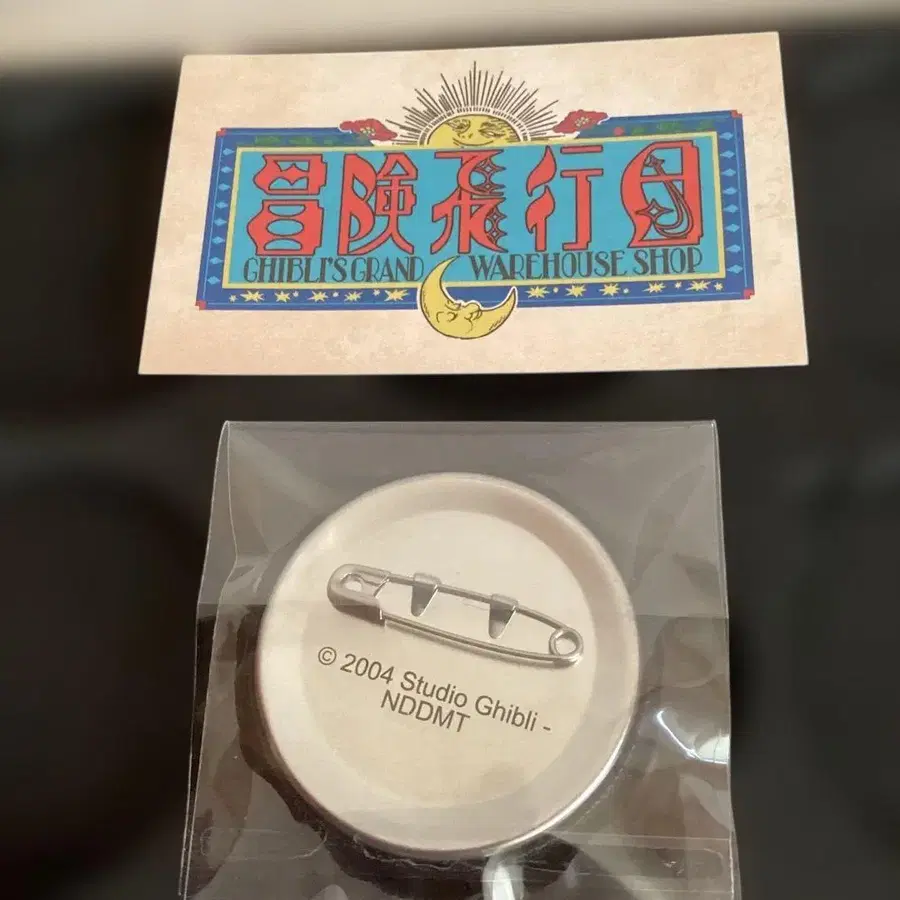 冒険飛行団
GHIBLI'S GRAND WAREHOUSE SHOP
© 2004 Studio Ghibli -
NDDMT